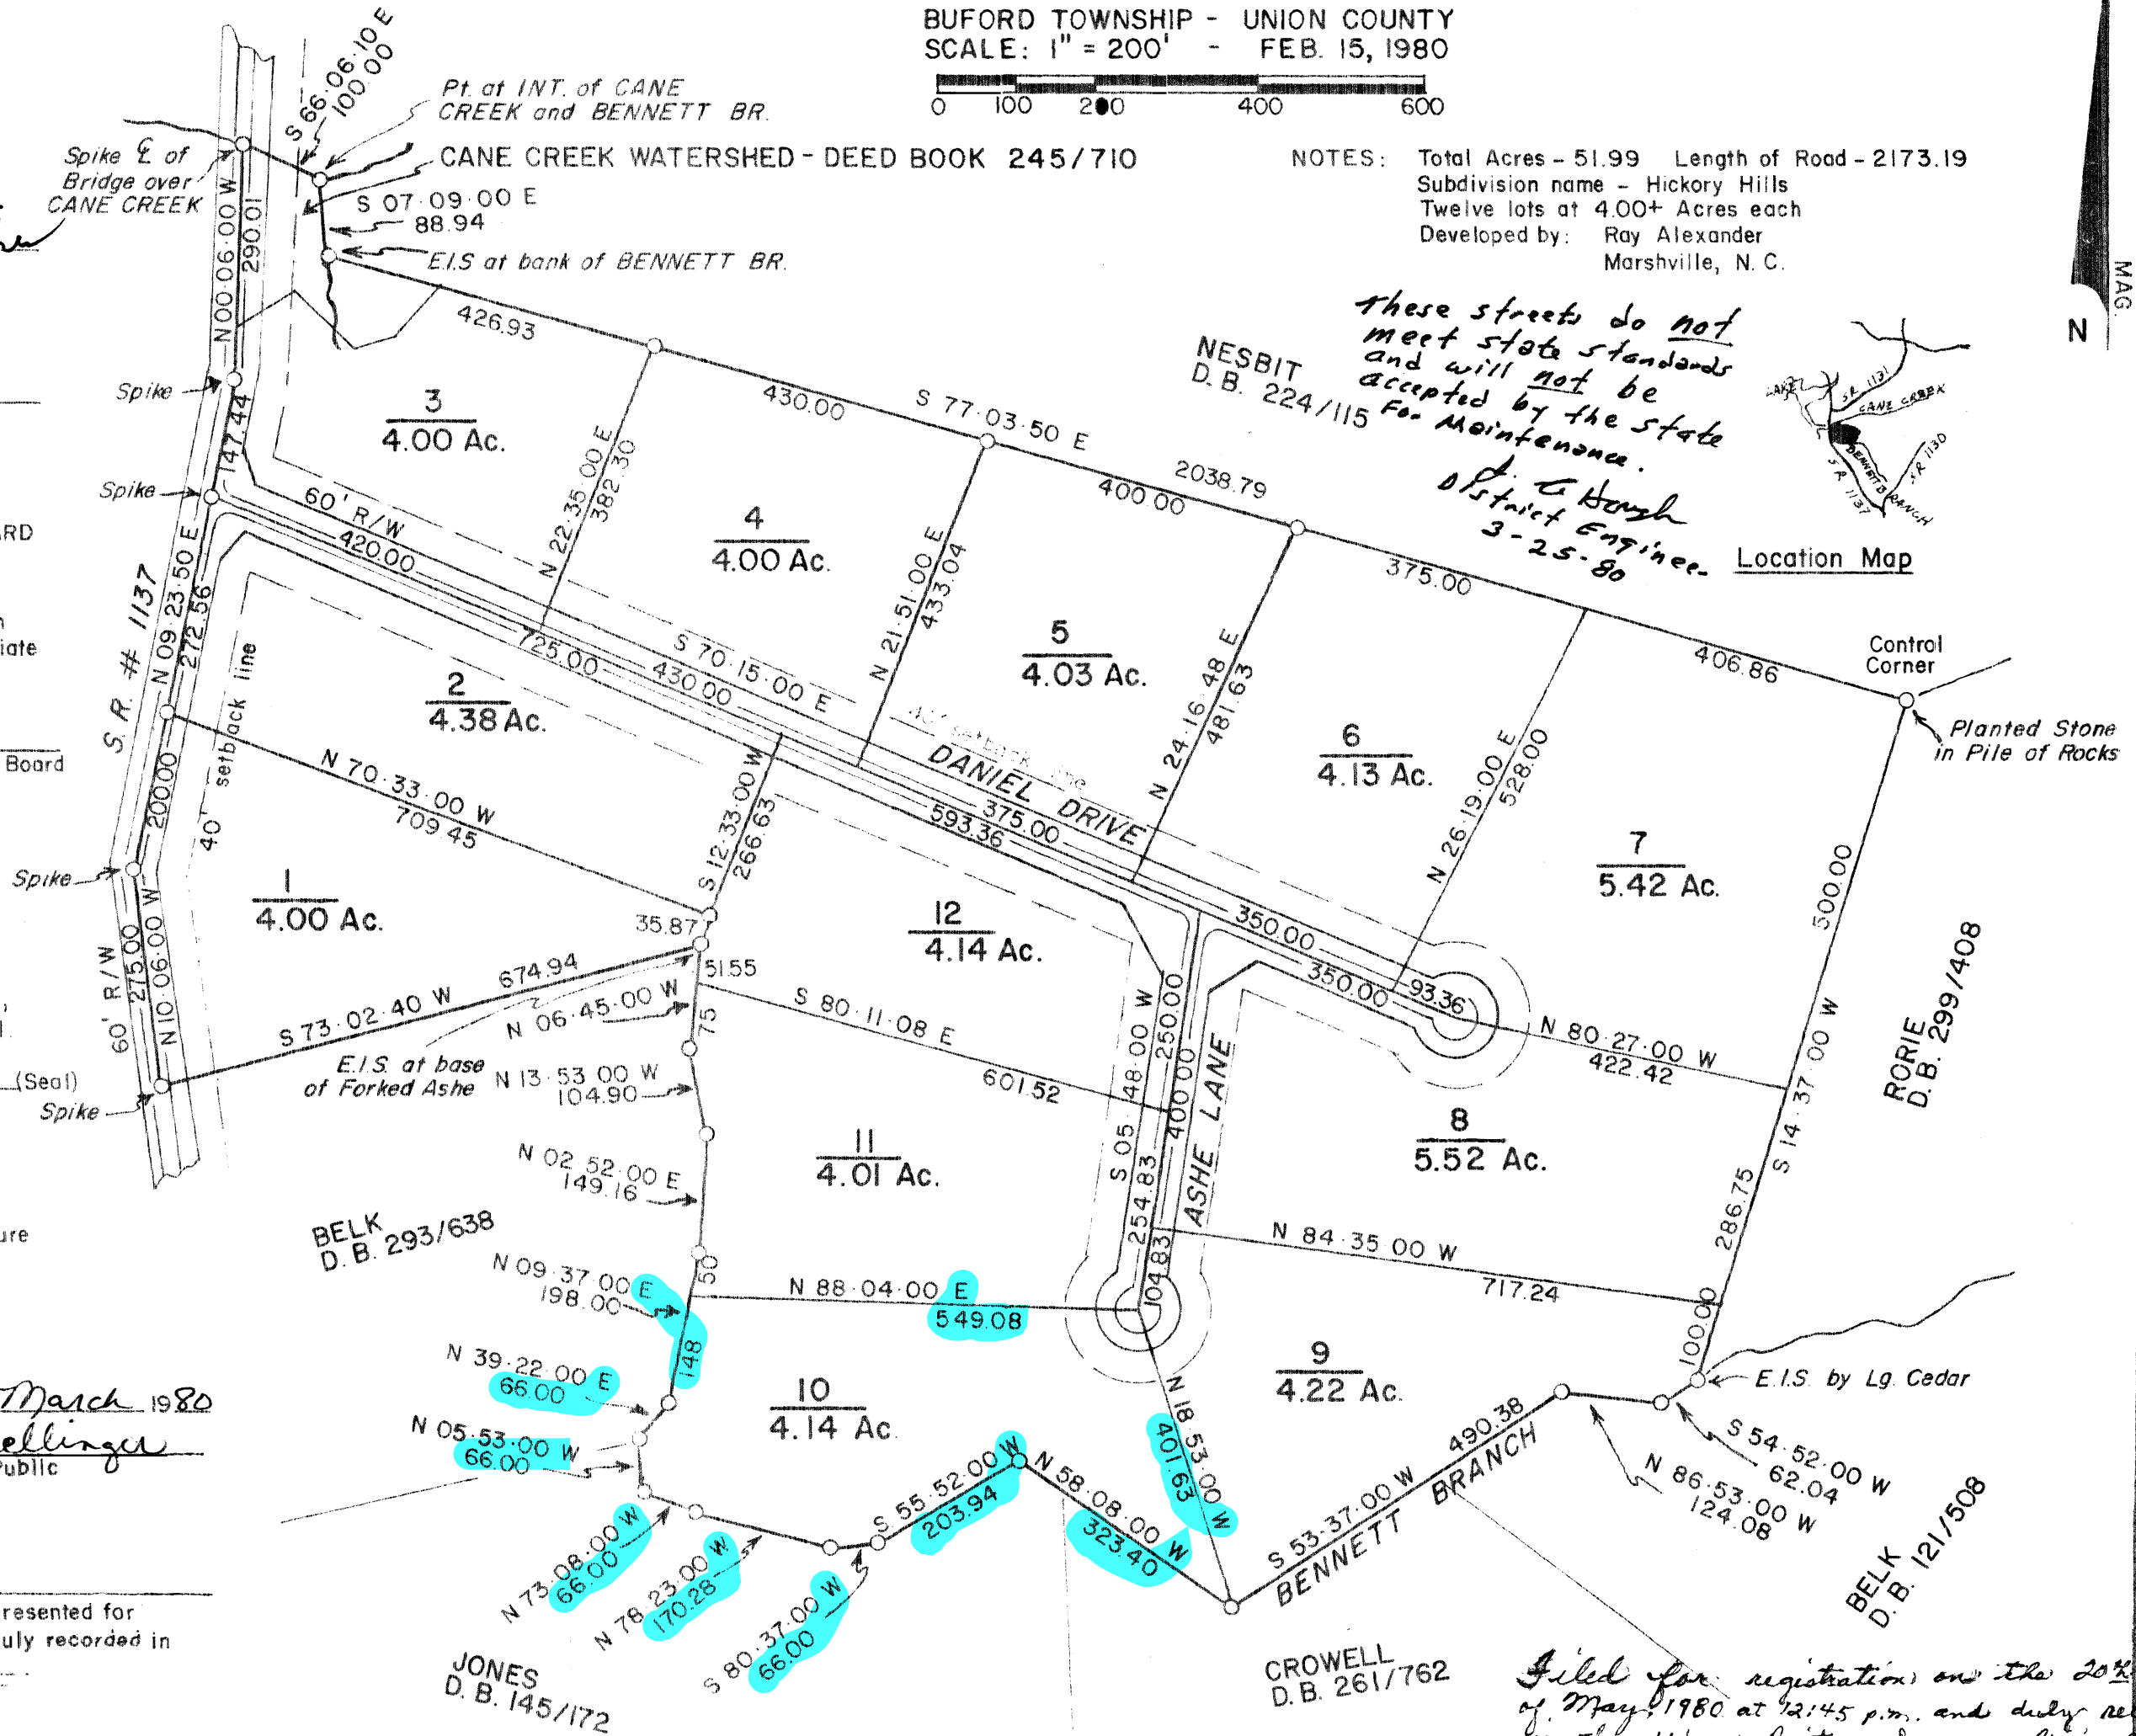 BUFORD TOWNSHIP - UNION COUNTY
SCALE: 1" = 200' - FEB. 15, 1980
0 100 200 400 600
NOTES: Total Acres - 51.99 Length of Road - 2173.19
Subdivision name - Hickory Hills
Twelve lots at 4.00+ Acres each
Developed by: Ray Alexander
Marshville, N. C.
MAG.
N
S 66·06·10 E
100.00
Pt. at INT. of CANE
CREEK and BENNETT BR.
CANE CREEK WATERSHED - DEED BOOK 245/710
Spike ℄ of
Bridge over
CANE CREEK
S 07·09·00 E
88.94
E.I.S at bank of BENNETT BR.
N 00·06·00 W
290.01
Spike
147.44
Spike
These streets do not
meet state standards
and will not be
accepted by the state
For Maintenance.
District Engineer
3-25-80
NESBIT
D. B. 224/115
LAKE
S.R. 1131
CANE CREEK
BENNETT BRANCH
S.R. 1130
S.R. 1137
Location Map
426.93
430.00
S 77·03·50 E
2038.79
400.00
375.00
406.86
Control
Corner
Planted Stone
in Pile of Rocks
3
4.00 Ac.
N 22·35·00 E
382.30
4
4.00 Ac.
N 21·51·00 E
433.04
5
4.03 Ac.
N 24·16·48 E
481.63
6
4.13 Ac.
N 26·19·00 E
528.00
7
5.42 Ac.
500.00
60' R/W
420.00
725.00
430.00
S 70·15·00 E
40' setback line
DANIEL DRIVE
375.00
593.36
350.00
350.00
93.36
S. R. # 1137
N 09·23·50 E
272.56
40' setback line
2
4.38 Ac.
N 70·33·00 W
709.45
S 12·33·00 W
266.63
200.00
Spike
1
4.00 Ac.
35.87
60' R/W
275.00
N 10·06·00 W
S 73·02·40 W
674.94
51.55
N 06·45·00 W
75
E.I.S. at base
of Forked Ashe
Spike
12
4.14 Ac.
S 80·11·08 E
601.52
S 05·48·00 W
250.00
400.00
254.83
104.83
ASHE LANE
N 80·27·00 W
422.42
S 14·37·00 W
RORIE
D. B. 299/408
8
5.52 Ac.
286.75
N 84·35·00 W
717.24
N 13·53·00 W
104.90
N 02·52·00 E
149.16
11
4.01 Ac.
BELK
D. B. 293/638
N 09·37·00 E
198.00
50
148
N 88·04·00 E
549.08
N 39·22·00 E
66.00
N 05·53·00 W
66.00
10
4.14 Ac.
9
4.22 Ac.
N 18·53·00 W
401.63
100.00
E.I.S. by Lg. Cedar
S 54·52·00 W
62.04
N 86·53·00 W
124.08
490.38
S 53·37·00 W
BENNETT BRANCH
N 58·08·00 W
323.40
S 55·52·00 W
203.94
N 73·08·00 W
66.00
N 78·23·00 W
170.28
S 80·37·00 W
66.00
JONES
D. B. 145/172
CROWELL
D. B. 261/762
BELK
D. B. 121/508
Filed for registration on the 20th
of May, 1980 at 12:45 p.m. and duly
ARD
iate
Board
(Seal)
ure
March 1980
Public
resented for
uly recorded in